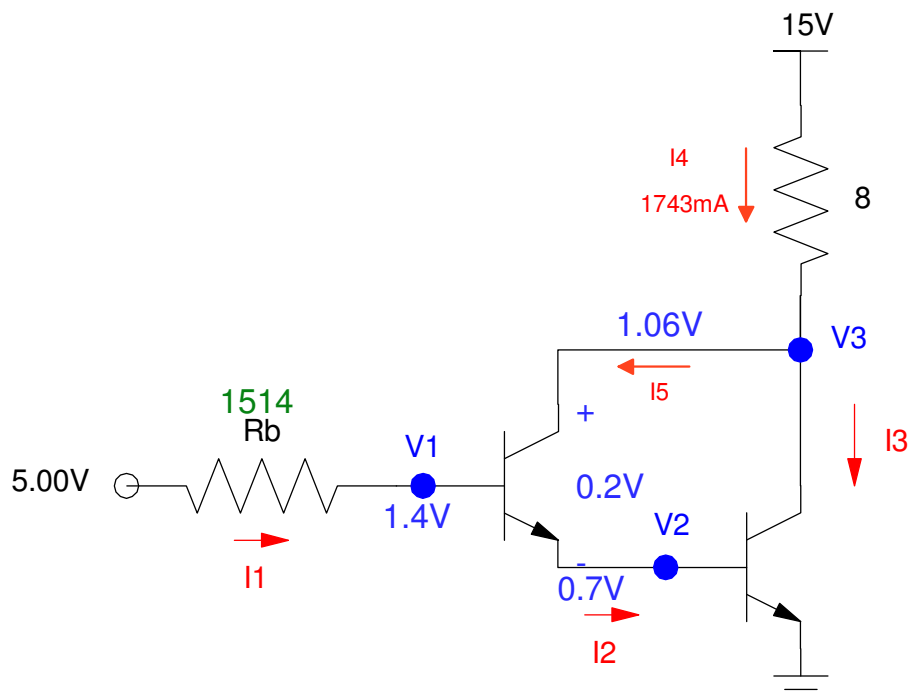 15V
I4
1743mA
8
1.06V
V3
I5
1514
Rb
+
I3
V1
5.00V
0.2V
1.4V
V2
I1
-
0.7V
I2